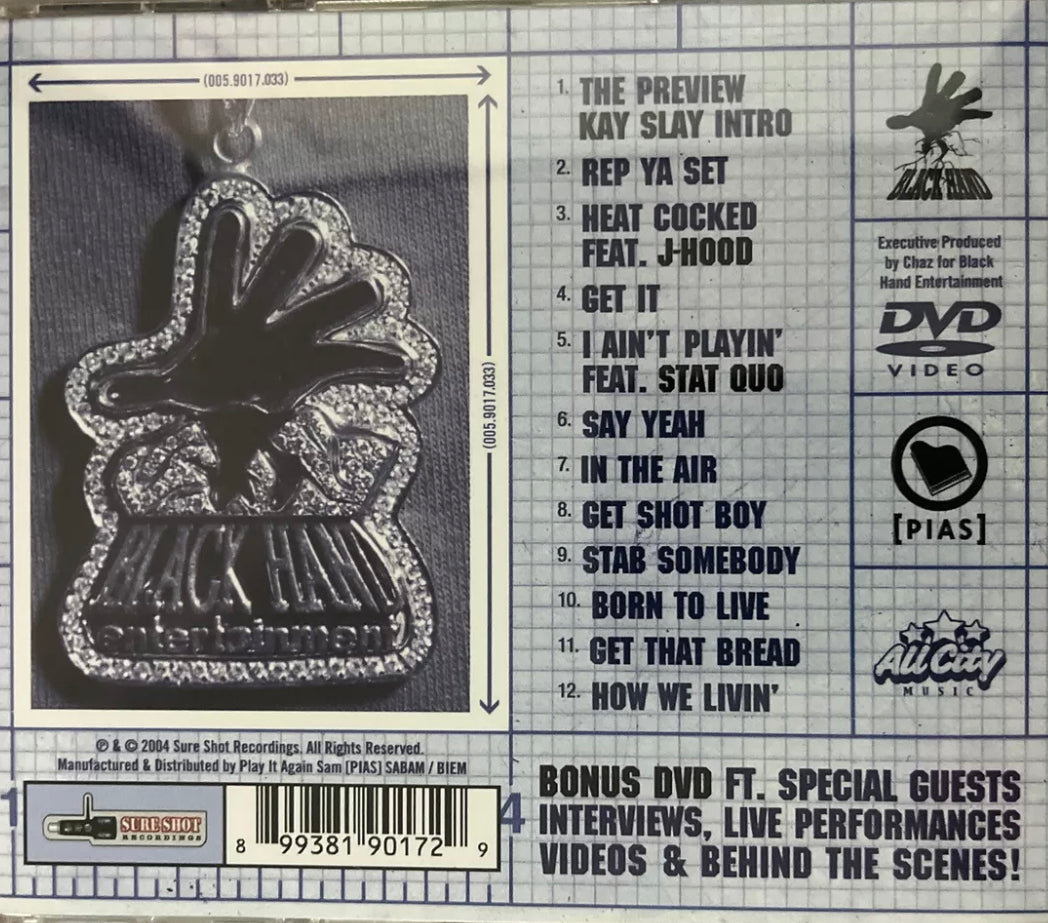 (005.9017.033)
(005.9017.033)
BLACK HAND
entertainment
1. THE PREVIEW
KAY SLAY INTRO
2. REP YA SET
3. HEAT COCKED
FEAT. J-HOOD
4. GET IT
5. I AIN'T PLAYIN'
FEAT. STAT QUO
6. SAY YEAH
7. IN THE AIR
8. GET SHOT BOY
9. STAB SOMEBODY
10. BORN TO LIVE
11. GET THAT BREAD
12. HOW WE LIVIN'
BLACK HAND
Executive Produced
by Chaz for Black
Hand Entertainment
DVD
VIDEO
[PIAS]
All City
MUSIC
℗ & © 2004 Sure Shot Recordings. All Rights Reserved.
Manufactured & Distributed by Play It Again Sam [PIAS] SABAM / BIEM
SURE SHOT
RECORDINGS
8 99381 90172 9
1
4
BONUS DVD FT. SPECIAL GUESTS
INTERVIEWS, LIVE PERFORMANCES
VIDEOS & BEHIND THE SCENES!